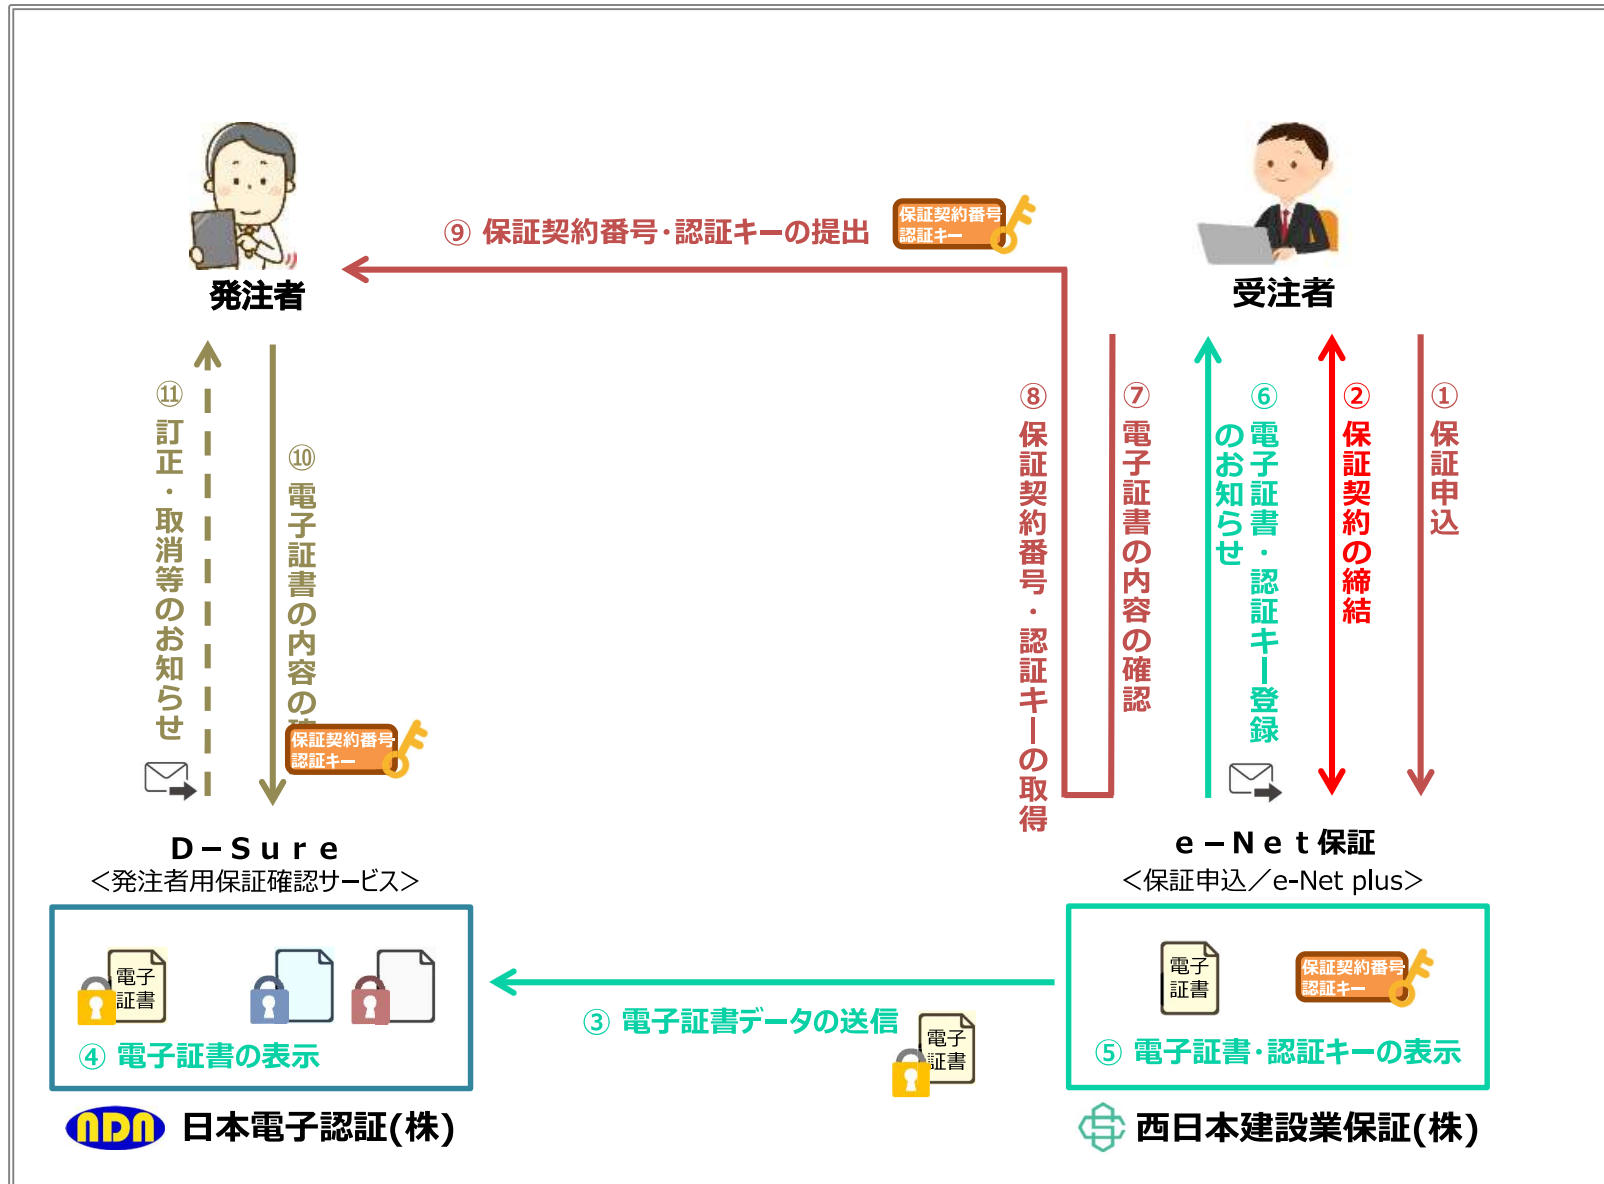 ⑨ 保証契約番号・認証キーの提出
保証契約番号
認証キー
発注者
受注者
⑪ 訂正・取消等のお知らせ
⑩ 電子証書の内容の
保証契約番号
認証キー
⑧ 保証契約番号・認証キーの取得
⑦ 電子証書の内容の確認
⑥ 電子証書・認証キー登録
のお知らせ
② 保証契約の締結
① 保証申込
D－Sure
＜発注者用保証確認サービス＞
e－Net保証
＜保証申込／e-Net plus＞
電子
証書
④ 電子証書の表示
③ 電子証書データの送信
電子
証書
電子
証書
保証契約番号
認証キー
⑤ 電子証書・認証キーの表示
NDN 日本電子認証(株)
西日本建設業保証(株)